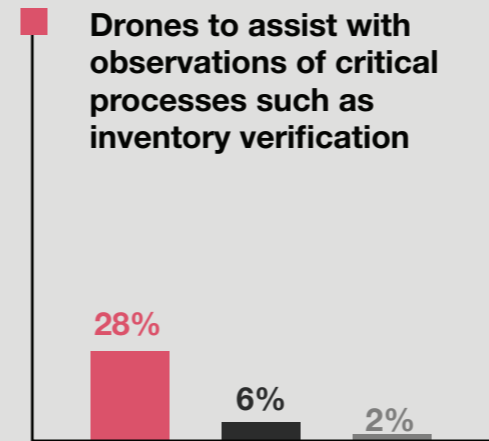 Drones to assist with
observations of critical
processes such as
inventory verification
28%
6%
2%